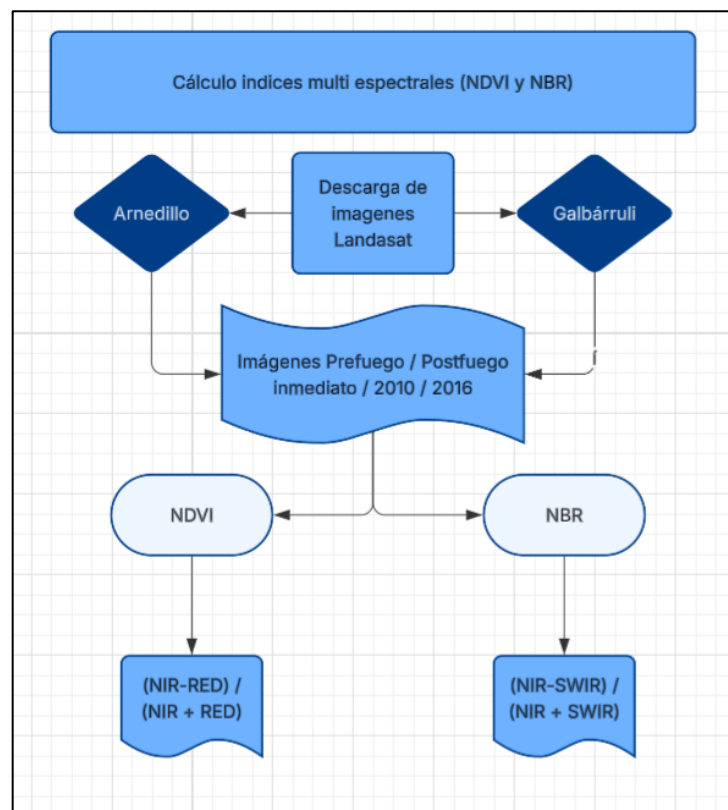 Cálculo indices multi espectrales (NDVI y NBR)
Arnedillo
Descarga de
imagenes
Landasat
Galbárruli
Imágenes Prefuego / Postfuego
inmediato / 2010 / 2016
NDVI
NBR
(NIR-RED) /
(NIR + RED)
(NIR-SWIR) /
(NIR + SWIR)